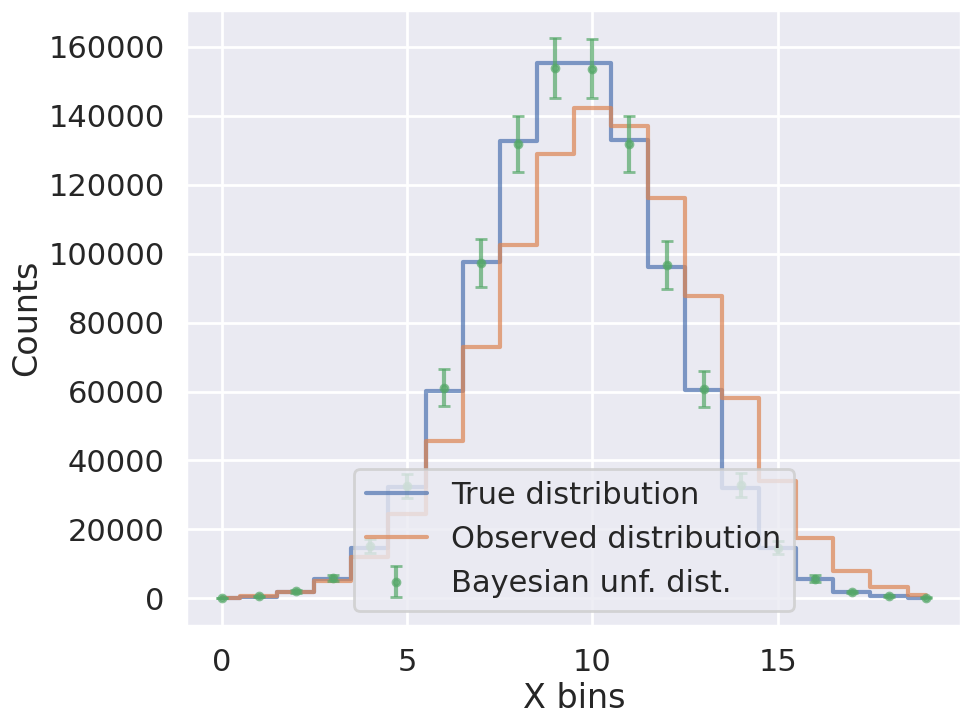 160000
140000
120000
100000
80000
60000
40000
20000
0
Counts
True distribution
Observed distribution
Bayesian unf. dist.
0 5 10 15
X bins